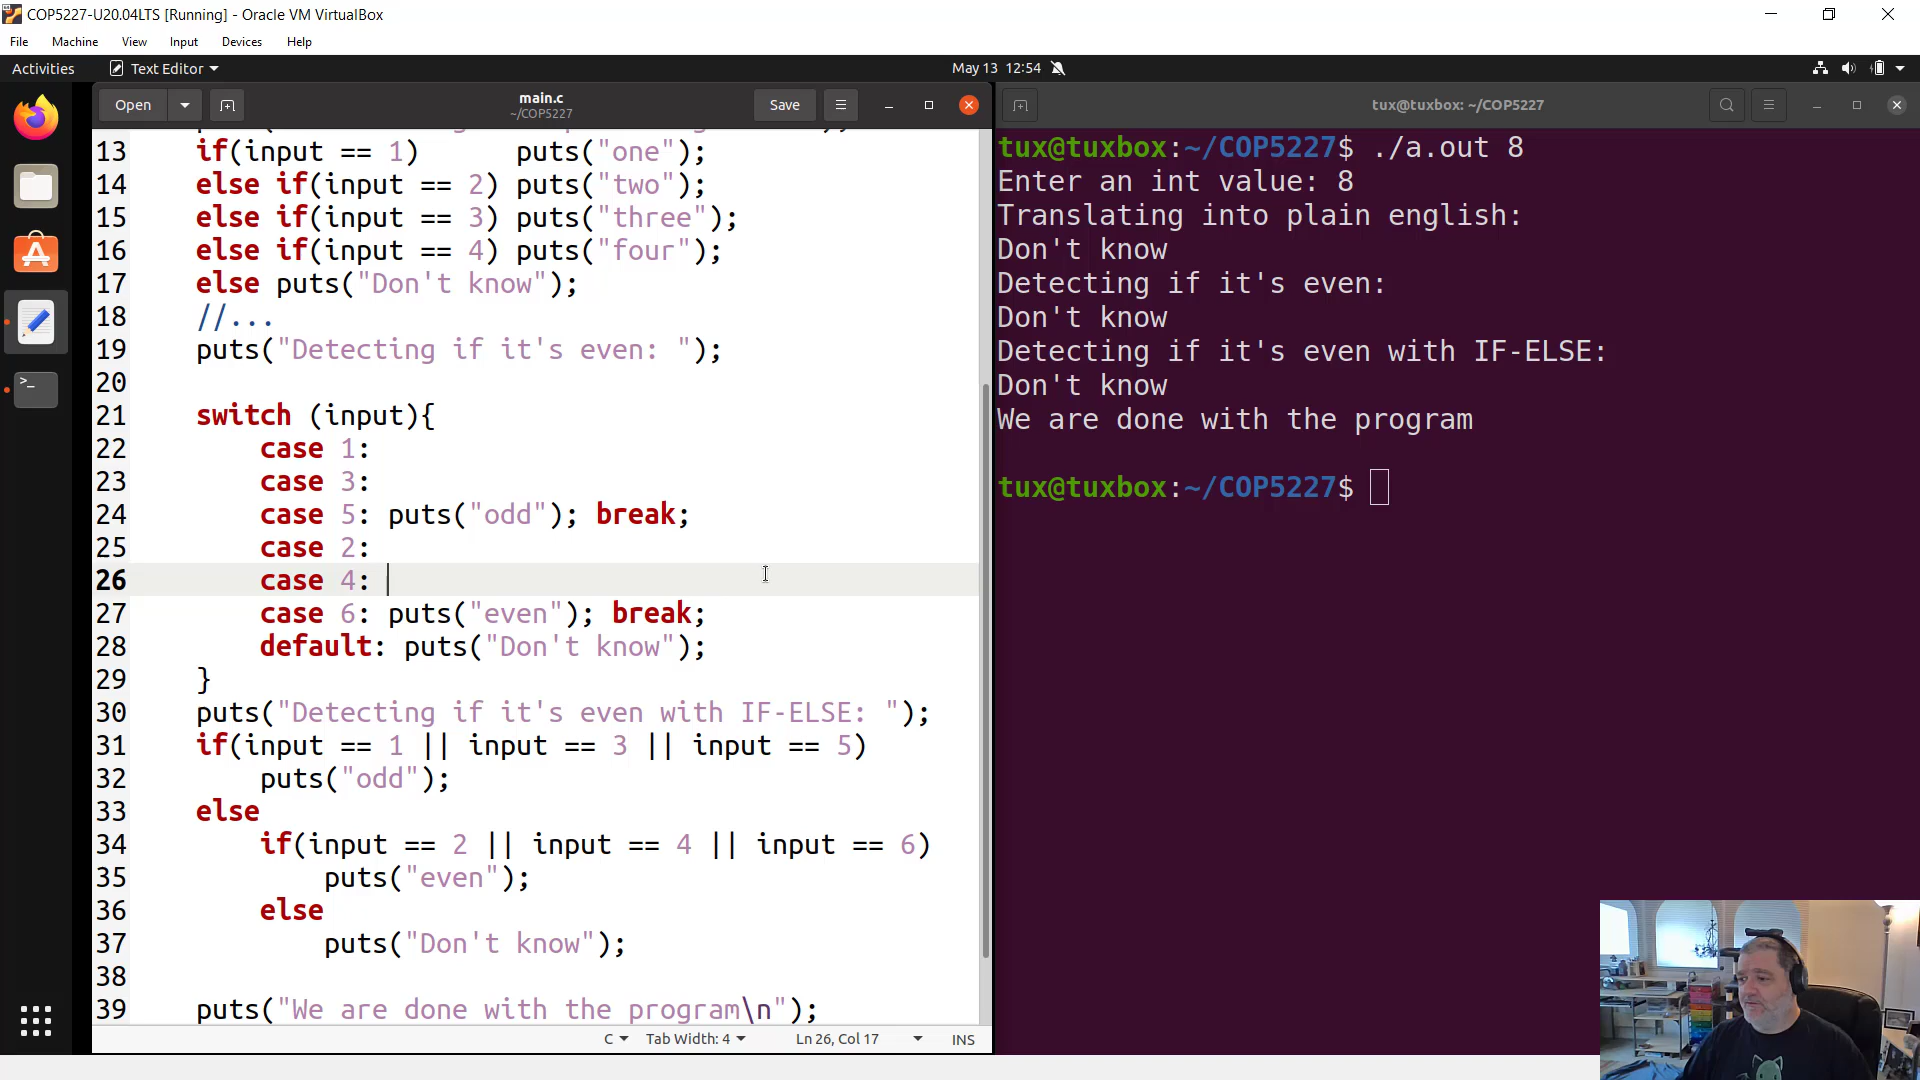 COP5227-U20.04LTS [Running] - Oracle VM VirtualBox
File Machine View Input Devices Help
Activities Text Editor May 13 12:54
Open main.c Save
~/COP5227
13 if(input == 1) puts("one");
14 else if(input == 2) puts("two");
15 else if(input == 3) puts("three");
16 else if(input == 4) puts("four");
17 else puts("Don't know");
18 //...
19 puts("Detecting if it's even: ");
20
21 switch (input){
22 case 1:
23 case 3:
24 case 5: puts("odd"); break;
25 case 2:
26 case 4:
27 case 6: puts("even"); break;
28 default: puts("Don't know");
29 }
30 puts("Detecting if it's even with IF-ELSE: ");
31 if(input == 1 || input == 3 || input == 5)
32 puts("odd");
33 else
34 if(input == 2 || input == 4 || input == 6)
35 puts("even");
36 else
37 puts("Don't know");
38
39 puts("We are done with the program\n");
C Tab Width: 4 Ln 26, Col 17 INS
tux@tuxbox: ~/COP5227
tux@tuxbox:~/COP5227$ ./a.out 8
Enter an int value: 8
Translating into plain english:
Don't know
Detecting if it's even:
Don't know
Detecting if it's even with IF-ELSE:
Don't know
We are done with the program
tux@tuxbox:~/COP5227$